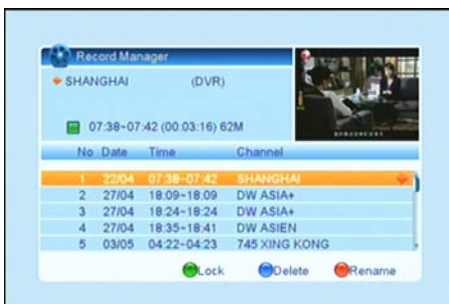 Record Manager
SHANGHAI (DVR)
07:38~07:42 (00:03:16) 62M
No Date Time Channel
1 22/04 07:38~07:42 SHANGHAI
2 27/04 18:09~18:09 DW ASIA+
3 27/04 18:24~18:24 DW ASIA+
4 27/04 18:35~18:41 DW ASIEN
5 03/05 04:22~04:23 745 XING KONG
Lock Delete Rename